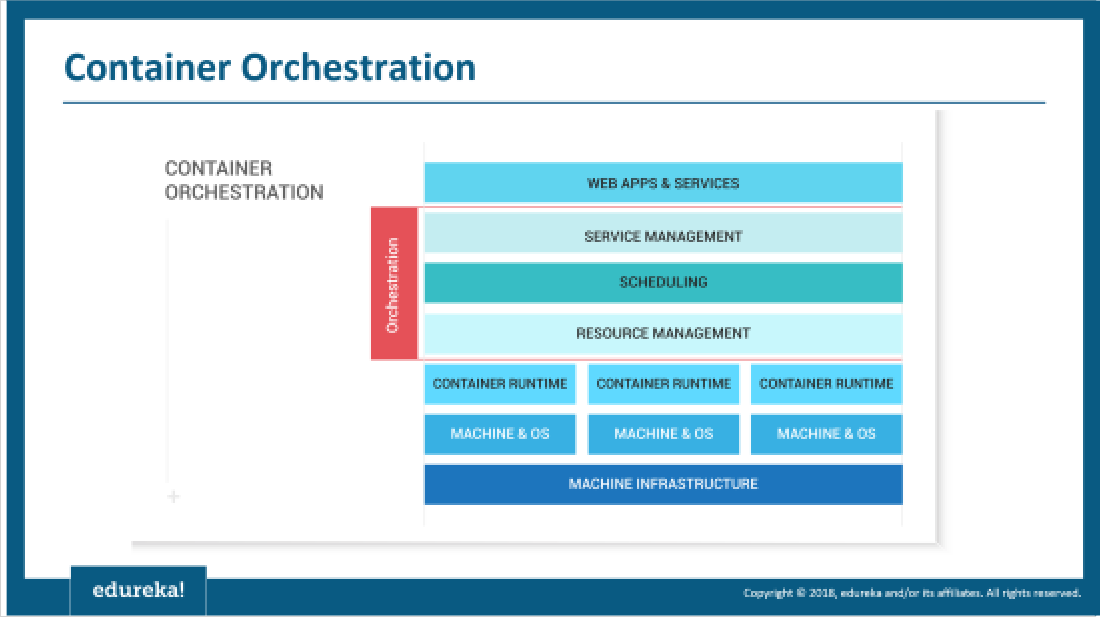 Container Orchestration
CONTAINER
ORCHESTRATION
WEB APPS & SERVICES
Orchestration
SERVICE MANAGEMENT
SCHEDULING
RESOURCE MANAGEMENT
CONTAINER RUNTIME CONTAINER RUNTIME CONTAINER RUNTIME
MACHINE & OS MACHINE & OS MACHINE & OS
MACHINE INFRASTRUCTURE
edureka!
Copyright © 2018, edureka and/or its affiliates. All rights reserved.